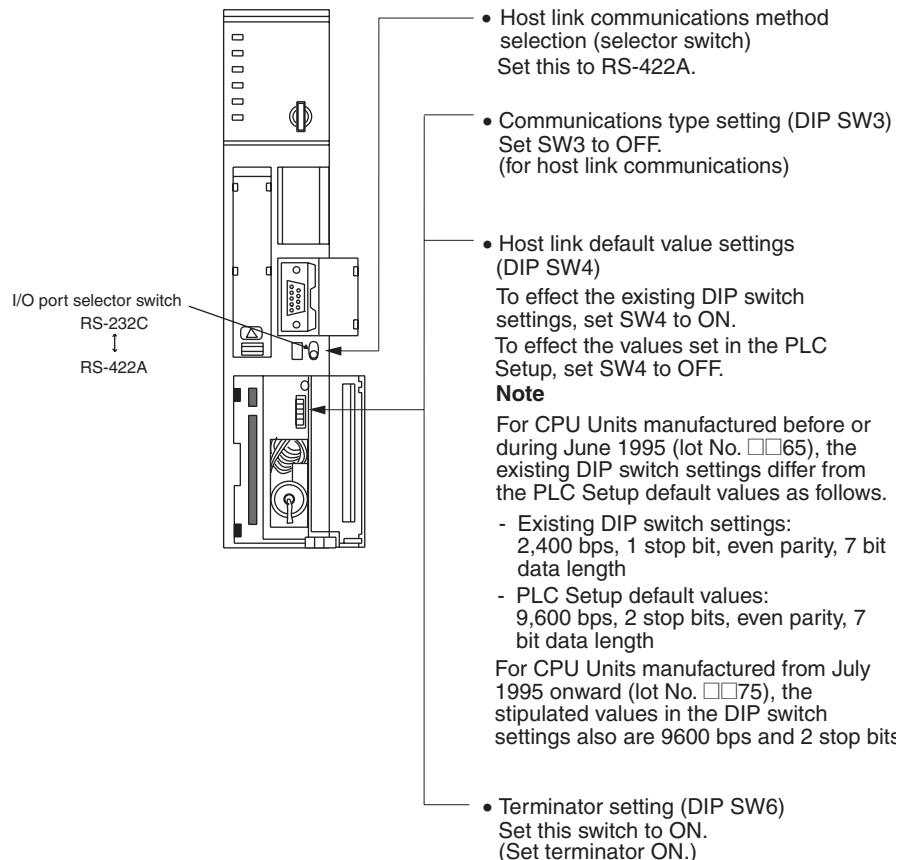 • Host link communications method
selection (selector switch)
Set this to RS-422A.
• Communications type setting (DIP SW3)
Set SW3 to OFF.
(for host link communications)
• Host link default value settings
(DIP SW4)
To effect the existing DIP switch
settings, set SW4 to ON.
To effect the values set in the PLC
Setup, set SW4 to OFF.
Note
For CPU Units manufactured before or
during June 1995 (lot No. □□65), the
existing DIP switch settings differ from
the PLC Setup default values as follows.
- Existing DIP switch settings:
2,400 bps, 1 stop bit, even parity, 7 bit
data length
- PLC Setup default values:
9,600 bps, 2 stop bits, even parity, 7
bit data length
For CPU Units manufactured from July
1995 onward (lot No. □□75), the
stipulated values in the DIP switch
settings also are 9600 bps and 2 stop bits
• Terminator setting (DIP SW6)
Set this switch to ON.
(Set terminator ON.)
I/O port selector switch
RS-232C
↕
RS-422A